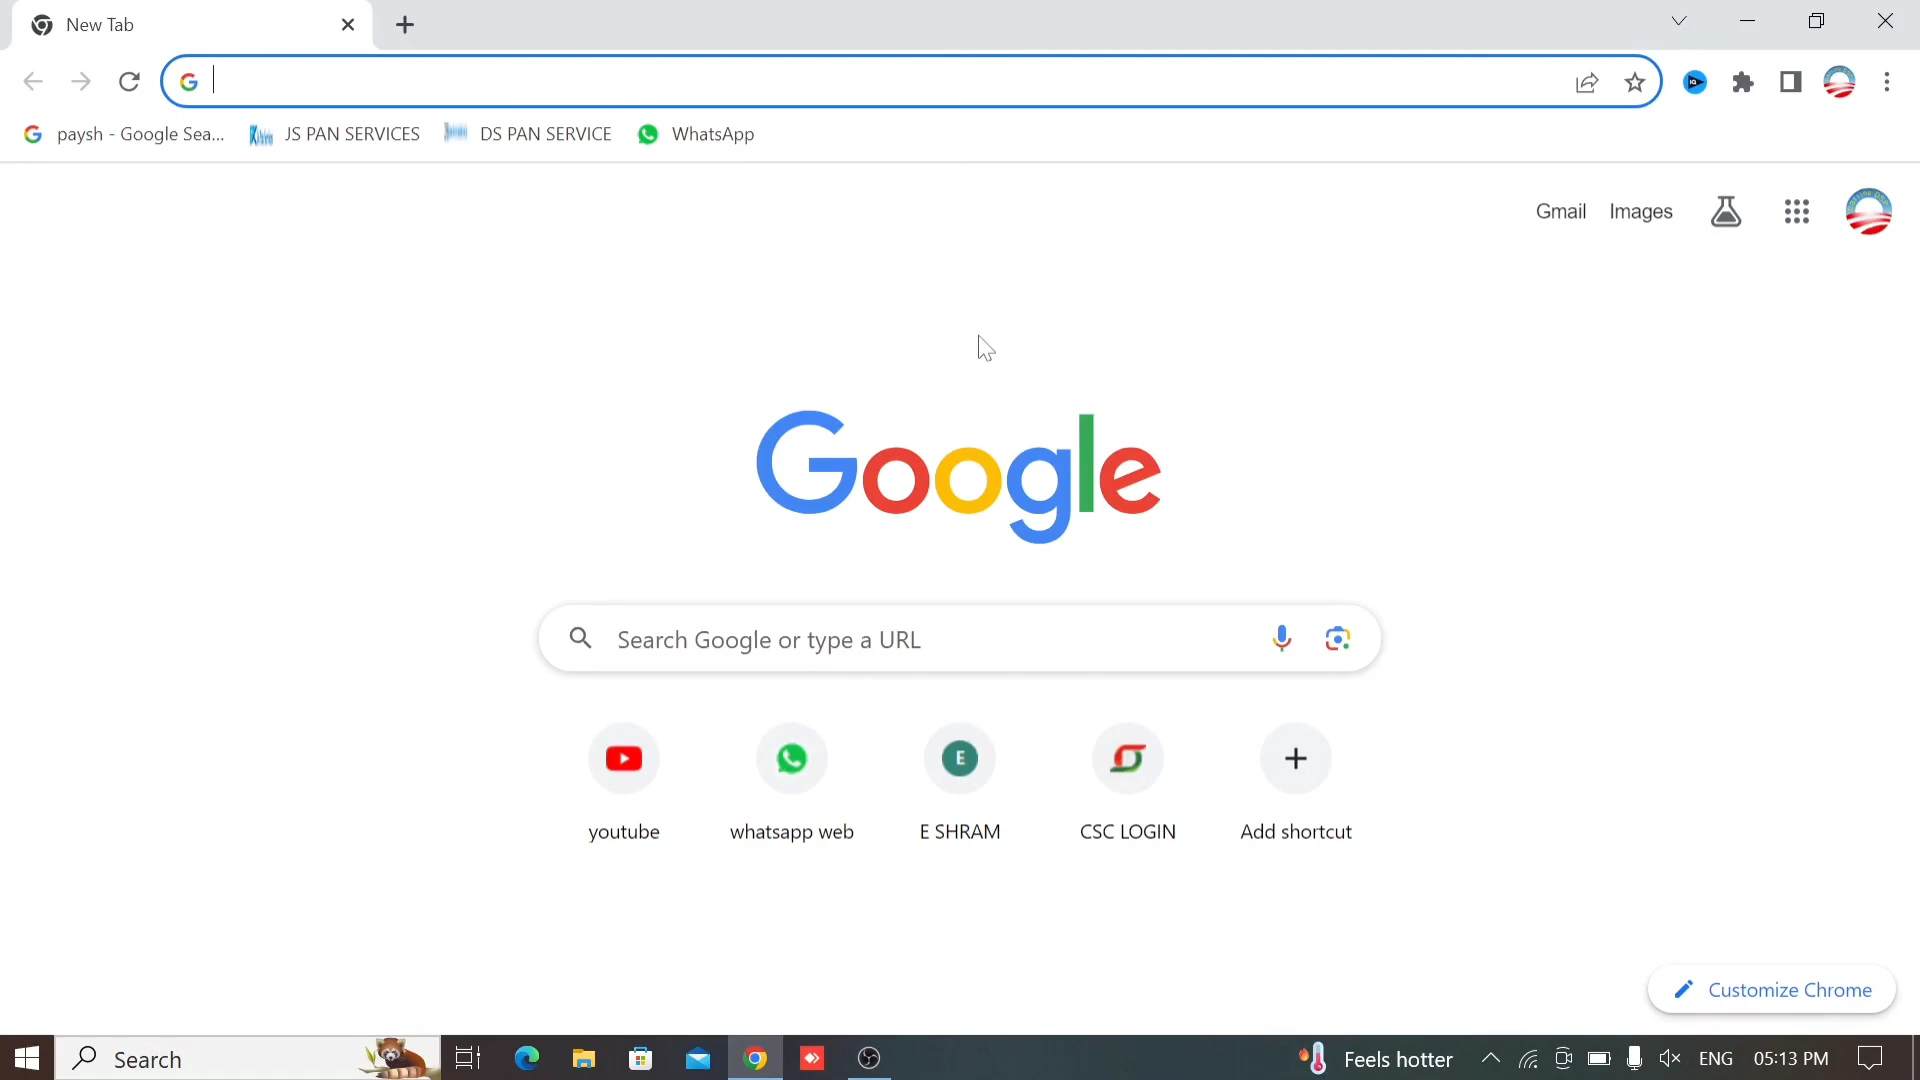 New Tab
paysh - Google Sea...
JS PAN SERVICES
DS PAN SERVICE
WhatsApp
Gmail
Images
Google
Search Google or type a URL
E
youtube
whatsapp web
E SHRAM
CSC LOGIN
Add shortcut
Customize Chrome
Search
Feels hotter
ENG
05:13 PM